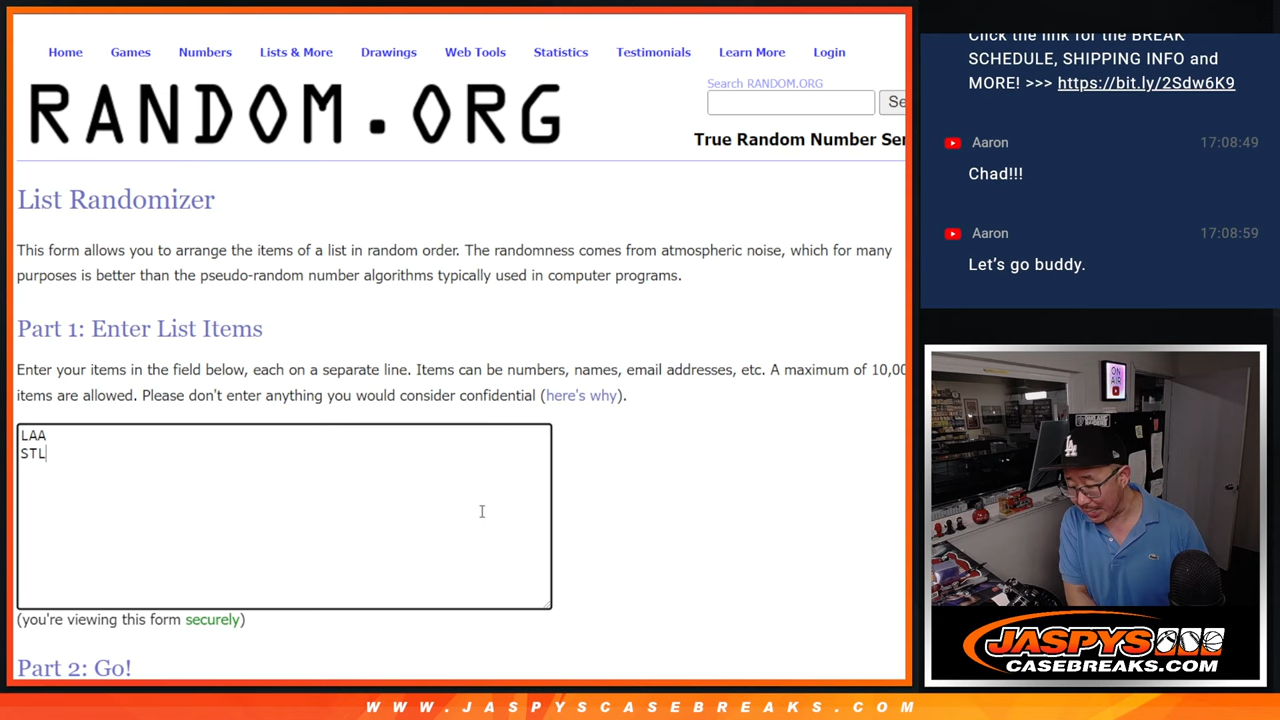 Home Games Numbers Lists & More Drawings Web Tools Statistics Testimonials Learn More Login
Search RANDOM.ORG
RANDOM.ORG
Se
True Random Number Ser
List Randomizer
This form allows you to arrange the items of a list in random order. The randomness comes from atmospheric noise, which for many
purposes is better than the pseudo-random number algorithms typically used in computer programs.
Part 1: Enter List Items
Enter your items in the field below, each on a separate line. Items can be numbers, names, email addresses, etc. A maximum of 10,00
items are allowed. Please don't enter anything you would consider confidential (here's why).
LAA
STL
(you're viewing this form securely)
Part 2: Go!
Click the link for the BREAK
SCHEDULE, SHIPPING INFO and
MORE! >>> https://bit.ly/2Sdw6K9
Aaron 17:08:49
Chad!!!
Aaron 17:08:59
Let's go buddy.
ON
AIR
LA
JASPYS
CASEBREAKS.COM
WWW.JASPYSCASEBREAKS.COM